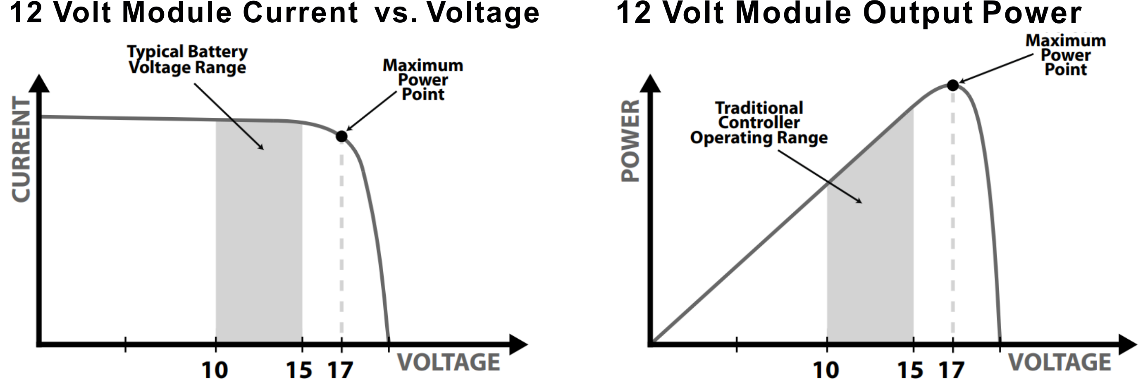 12 Volt Module Current vs. Voltage
Typical Battery
Voltage Range
Maximum
Power
Point
CURRENT
10 15 17
VOLTAGE
12 Volt Module Output Power
Maximum
Power
Point
Traditional
Controller
Operating Range
POWER
10 15 17
VOLTAGE